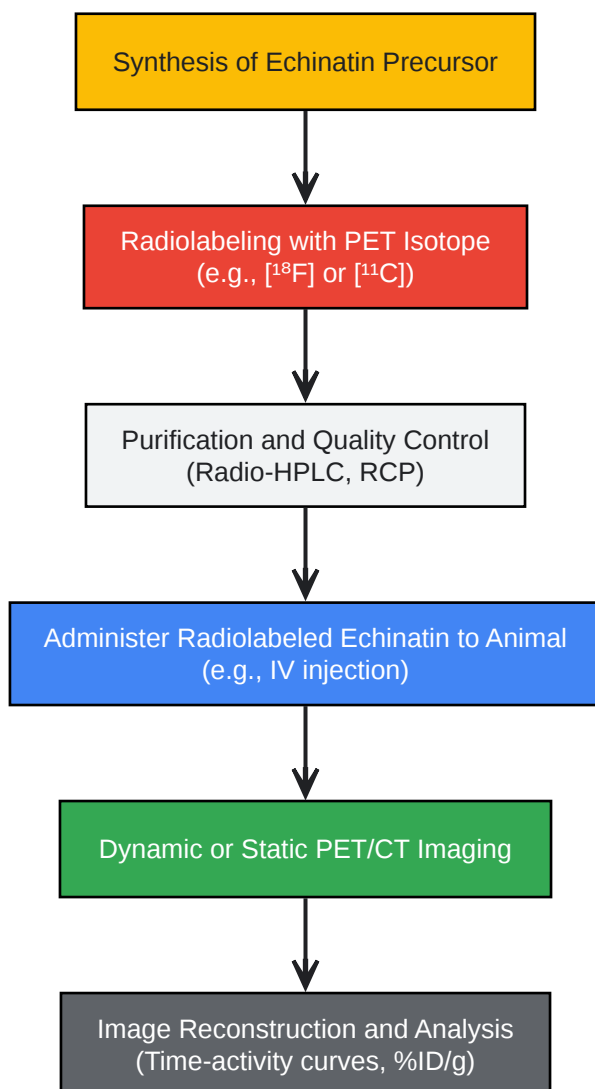 Synthesis of Echinatin Precursor
Radiolabeling with PET Isotope
(e.g., [¹⁸F] or [¹¹C])
Purification and Quality Control
(Radio-HPLC, RCP)
Administer Radiolabeled Echinatin to Animal
(e.g., IV injection)
Dynamic or Static PET/CT Imaging
Image Reconstruction and Analysis
(Time-activity curves, %ID/g)